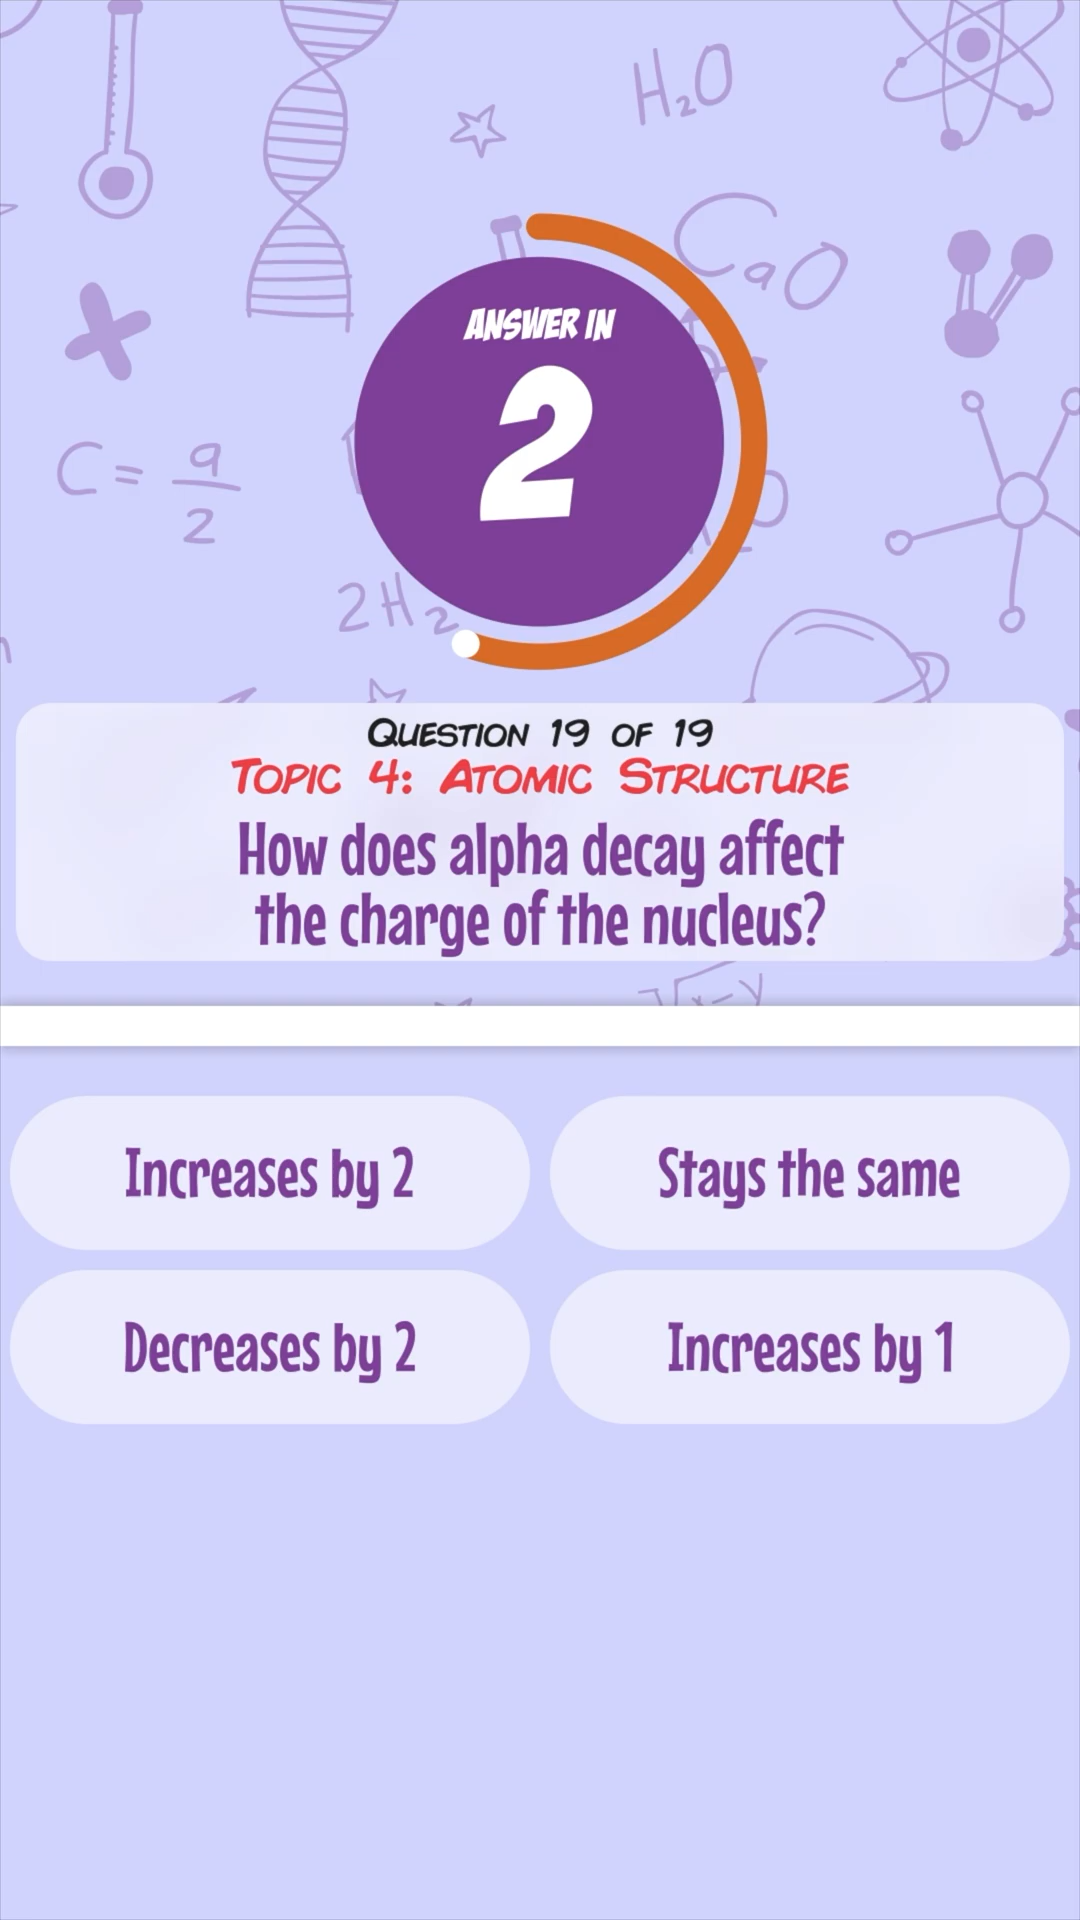 H₂O
CaO
ANSWER IN
2
C = a/2
2H₂
Question 19 of 19
Topic 4: Atomic Structure
How does alpha decay affect
the charge of the nucleus?
√x-y
Increases by 2
Stays the same
Decreases by 2
Increases by 1